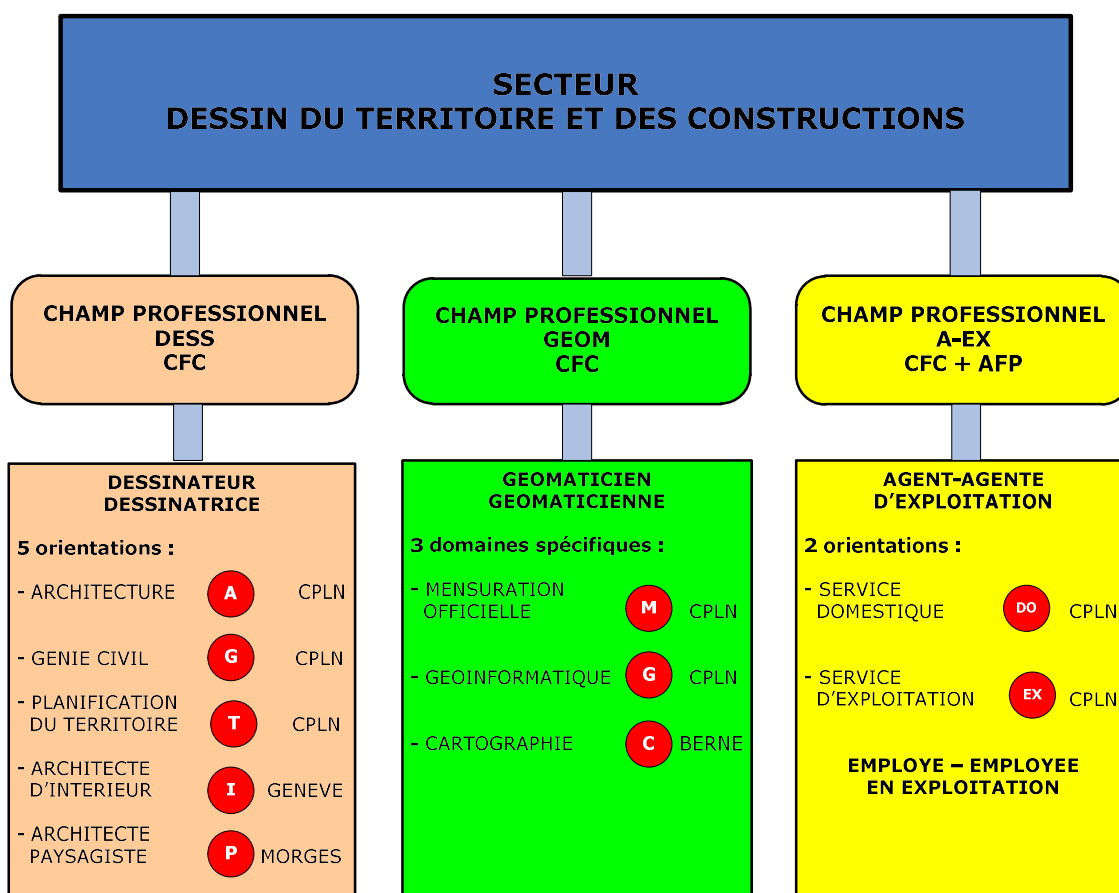 SECTEUR
DESSIN DU TERRITOIRE ET DES CONSTRUCTIONS
CHAMP PROFESSIONNEL
DESS
CFC
CHAMP PROFESSIONNEL
GEOM
CFC
CHAMP PROFESSIONNEL
A-EX
CFC + AFP
DESSINATEUR
DESSINATRICE
5 orientations :
- ARCHITECTURE A CPLN
- GENIE CIVIL G CPLN
- PLANIFICATION
DU TERRITOIRE T CPLN
- ARCHITECTE
D'INTERIEUR I GENEVE
- ARCHITECTE
PAYSAGISTE P MORGES
GEOMATICIEN
GEOMATICIENNE
3 domaines spécifiques :
- MENSURATION
OFFICIELLE M CPLN
- GEOINFORMATIQUE G CPLN
- CARTOGRAPHIE C BERNE
AGENT-AGENTE
D'EXPLOITATION
2 orientations :
- SERVICE
DOMESTIQUE DO CPLN
- SERVICE
D'EXPLOITATION EX CPLN
EMPLOYE – EMPLOYEE
EN EXPLOITATION